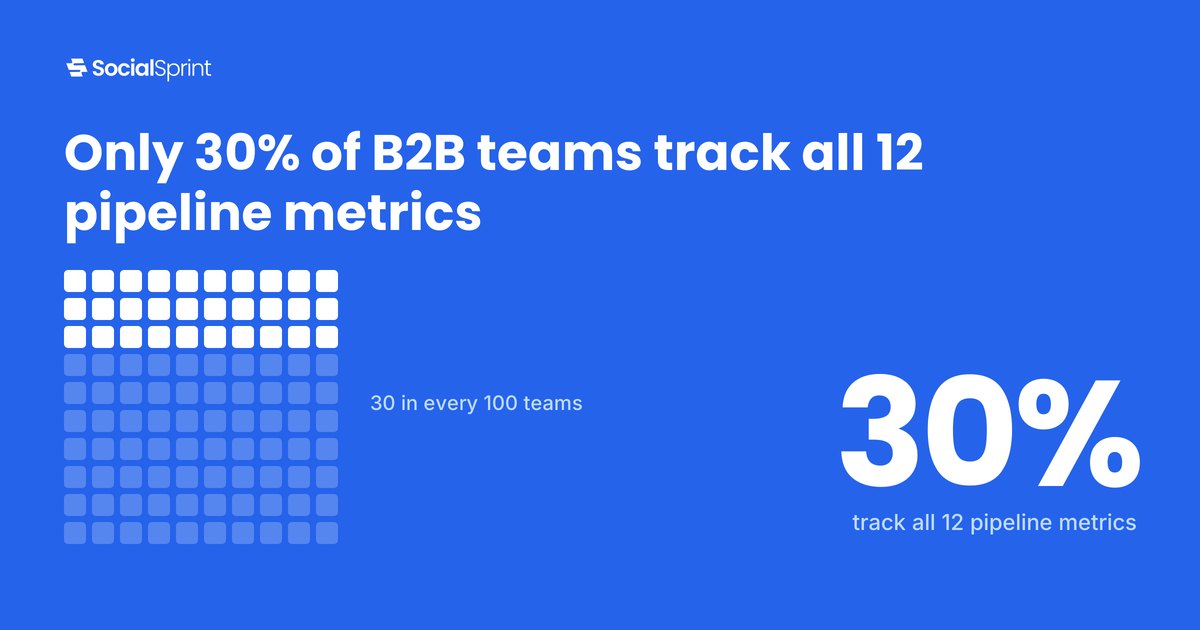 SocialSprint
Only 30% of B2B teams track all 12
pipeline metrics
30 in every 100 teams
30%
track all 12 pipeline metrics